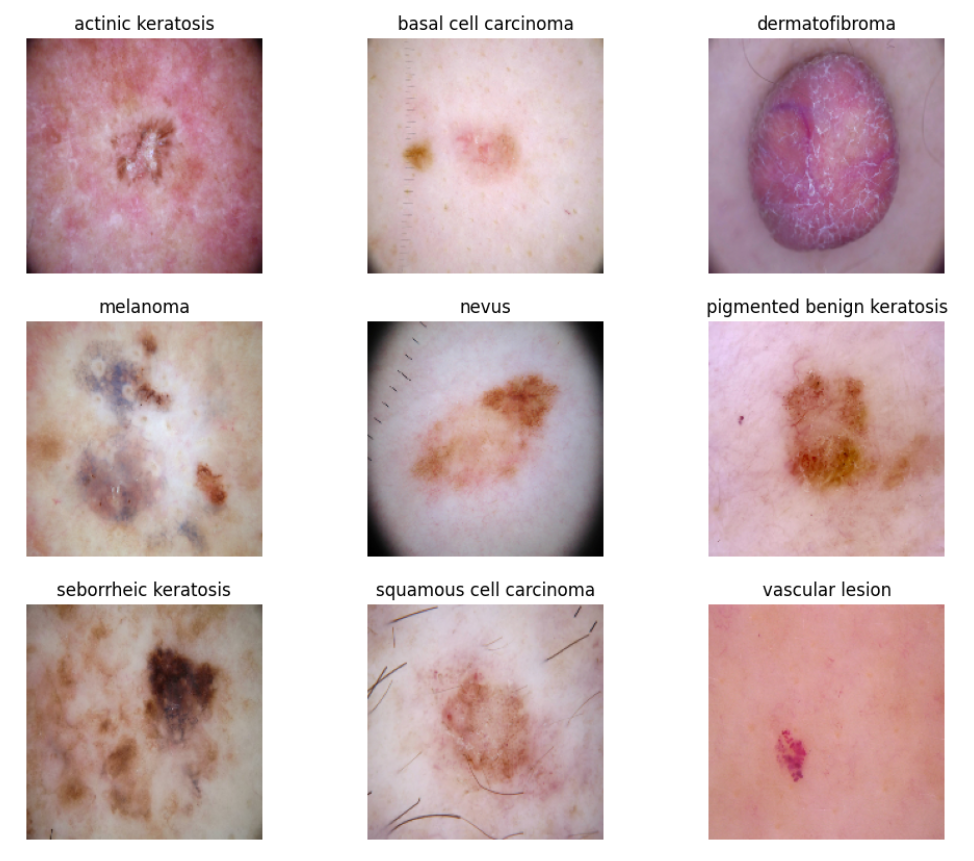 actinic keratosis
basal cell carcinoma
dermatofibroma
melanoma
nevus
pigmented benign keratosis
seborrheic keratosis
squamous cell carcinoma
vascular lesion